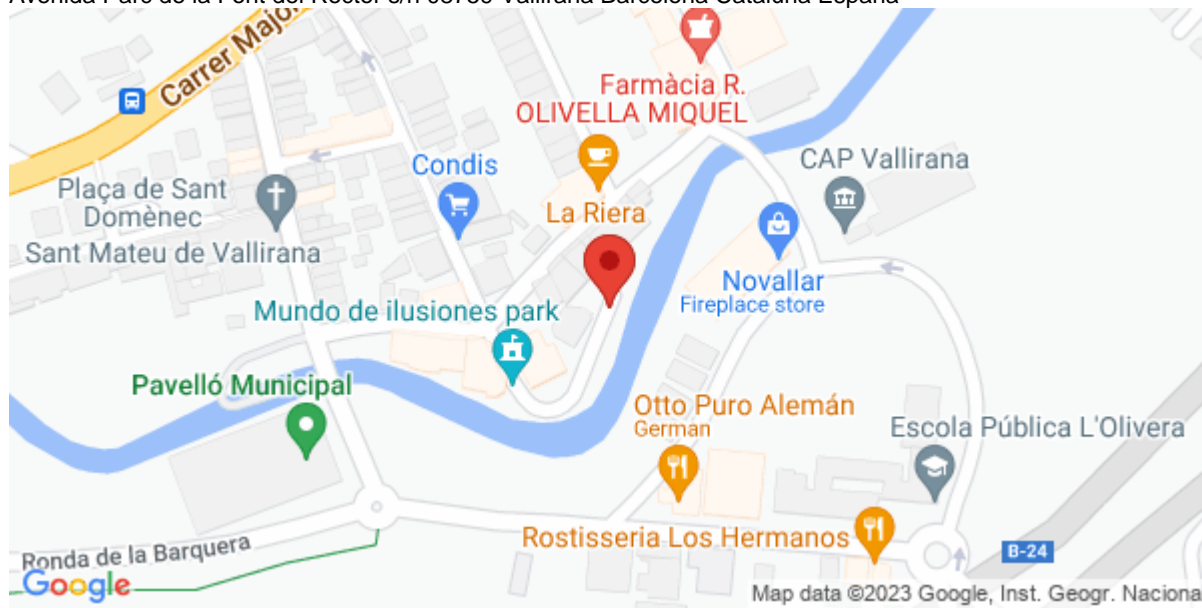 Carrer Major
Farmàcia R.
OLIVELLA MIQUEL
CAP Vallirana
Condis
Plaça de Sant
Domènec
La Riera
Sant Mateu de Vallirana
Novallar
Fireplace store
Mundo de ilusiones park
Pavelló Municipal
Otto Puro Alemán
German
Escola Pública L'Olivera
Rostisseria Los Hermanos
Ronda de la Barquera
B-24
Google
Map data ©2023 Google, Inst. Geogr. Naciona